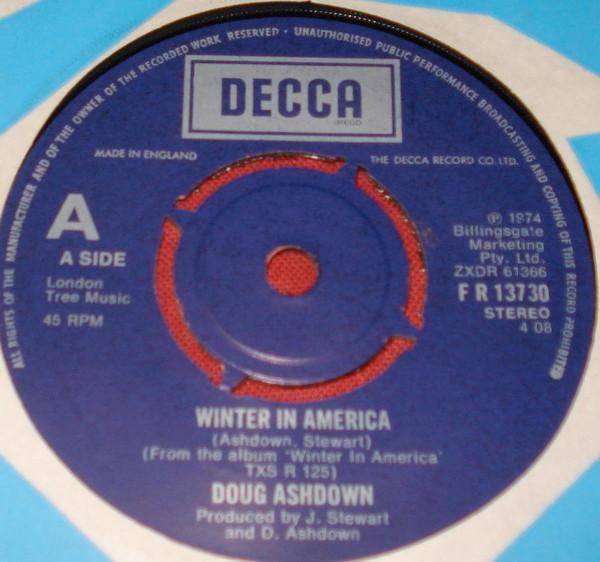 ALL RIGHTS OF THE MANUFACTURER AND OF THE OWNER OF THE RECORDED WORK RESERVED · UNAUTHORISED PUBLIC PERFORMANCE BROADCASTING AND COPYING OF THIS RECORD PROHIBITED
DECCA
REGD
MADE IN ENGLAND
THE DECCA RECORD CO. LTD.
A
A SIDE
London
Tree Music
45 RPM
℗ 1974
Billingsgate
Marketing
Pty. Ltd.
ZXDR 61366
F R 13730
STEREO
4 08
WINTER IN AMERICA
(Ashdown, Stewart)
(From the album 'Winter In America'
TXS R 125)
DOUG ASHDOWN
Produced by J. Stewart
and D. Ashdown